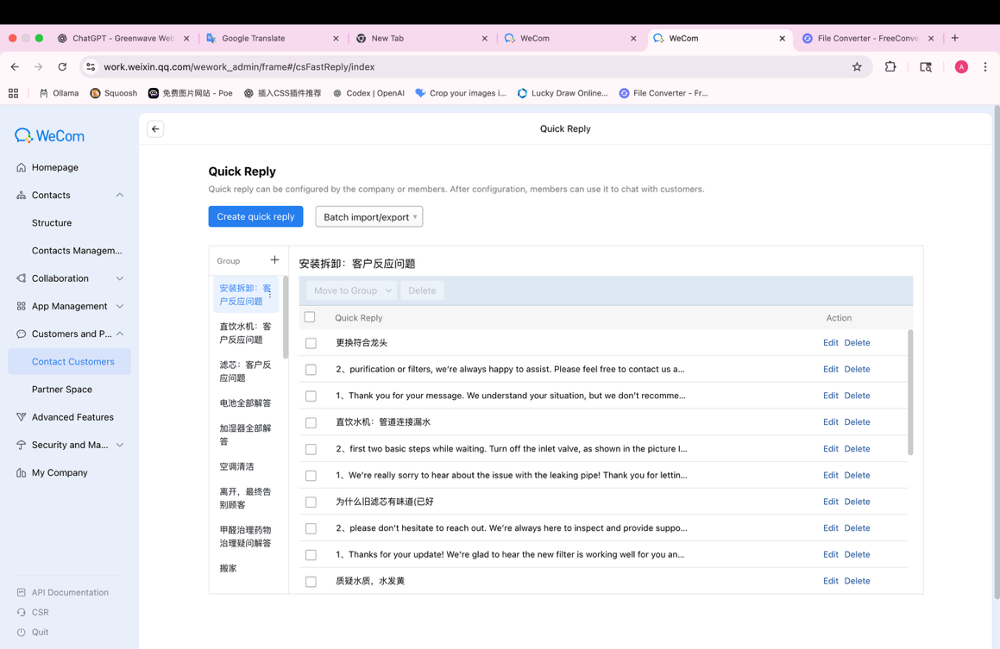 ChatGPT - Greenwave Web
Google Translate
New Tab
WeCom
WeCom
File Converter - FreeConve
work.weixin.qq.com/wework_admin/frame#/csFastReply/index
A
Ollama
Squoosh
免费图片网站 - Poe
插入CSS插件推荐
Codex | OpenAI
Crop your images i...
Lucky Draw Online...
File Converter - Fr...
WeCom
Homepage
Contacts
Structure
Contacts Managem...
Collaboration
App Management
Customers and P...
Contact Customers
Partner Space
Advanced Features
Security and Ma...
My Company
API Documentation
CSR
Quit
Quick Reply
Quick Reply
Quick reply can be configured by the company or members. After configuration, members can use it to chat with customers.
Create quick reply
Batch import/export
Group
安装拆卸：客
户反应问题
直饮水机：客
户反应问题
滤芯：客户反
应问题
电池全部解答
加湿器全部解
答
空调清洁
离开，最终告
别顾客
甲醛治理药物
治理疑问解答
搬家
安装拆卸：客户反应问题
Move to Group
Delete
Quick Reply
Action
更换符合龙头
Edit Delete
2、purification or filters, we’re always happy to assist. Please feel free to contact us a...
Edit Delete
1、Thank you for your message. We understand your situation, but we don’t recomme...
Edit Delete
直饮水机：管道连接漏水
Edit Delete
2、first two basic steps while waiting. Turn off the inlet valve, as shown in the picture I...
Edit Delete
1、We’re really sorry to hear about the issue with the leaking pipe! Thank you for lettin...
Edit Delete
为什么旧滤芯有味道(已好
Edit Delete
2、please don’t hesitate to reach out. We’re always here to inspect and provide suppo...
Edit Delete
1、Thanks for your update! We’re glad to hear the new filter is working well for you an...
Edit Delete
质疑水质，水发黄
Edit Delete